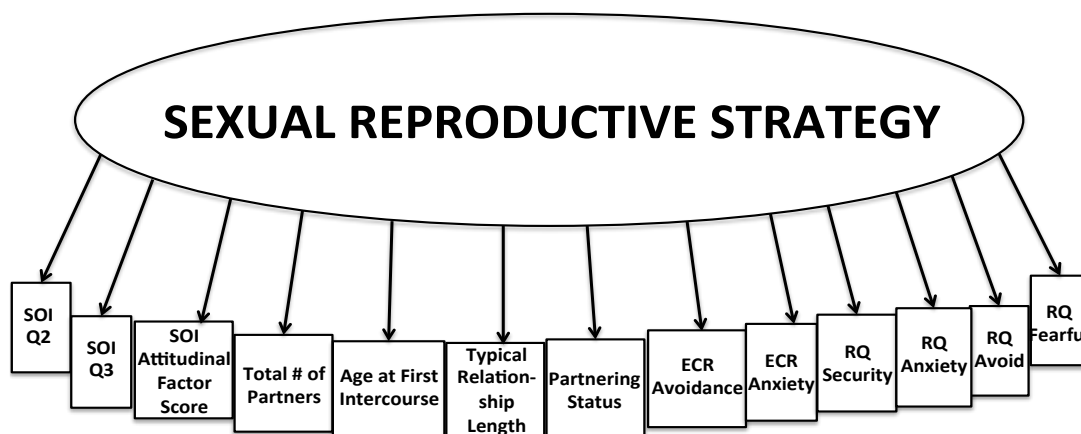 SEXUAL REPRODUCTIVE STRATEGY
SOI
Q2
SOI
Q3
SOI
Attitudinal
Factor
Score
Total # of
Partners
Age at First
Intercourse
Typical
Relation-
ship
Length
Partnering
Status
ECR
Avoidance
ECR
Anxiety
RQ
Security
RQ
Anxiety
RQ
Avoid
RQ
Fearful